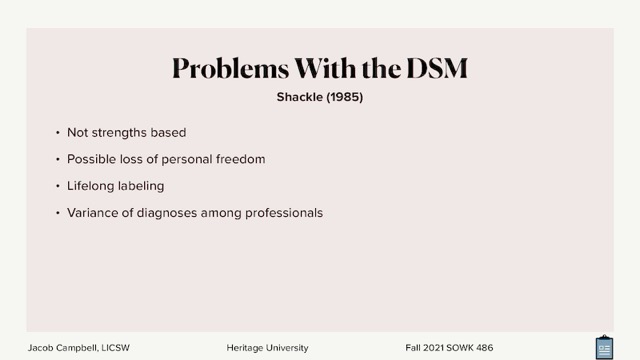 Problems With the DSM
Shackle (1985)
• Not strengths based
• Possible loss of personal freedom
• Lifelong labeling
• Variance of diagnoses among professionals
Jacob Campbell, LICSW Heritage University Fall 2021 SOWK 486